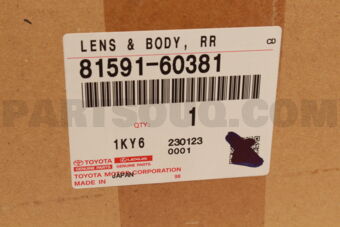 LENS & BODY, RR
CD
81591-60381
QTY.
1
1KY6
230123
0001
TOYOTA
GENUINE PARTS
LEXUS
GENUINE PARTS
TOYOTA MOTOR CORPORATION
MADE IN JAPAN
98
PARTSOUQ.COM